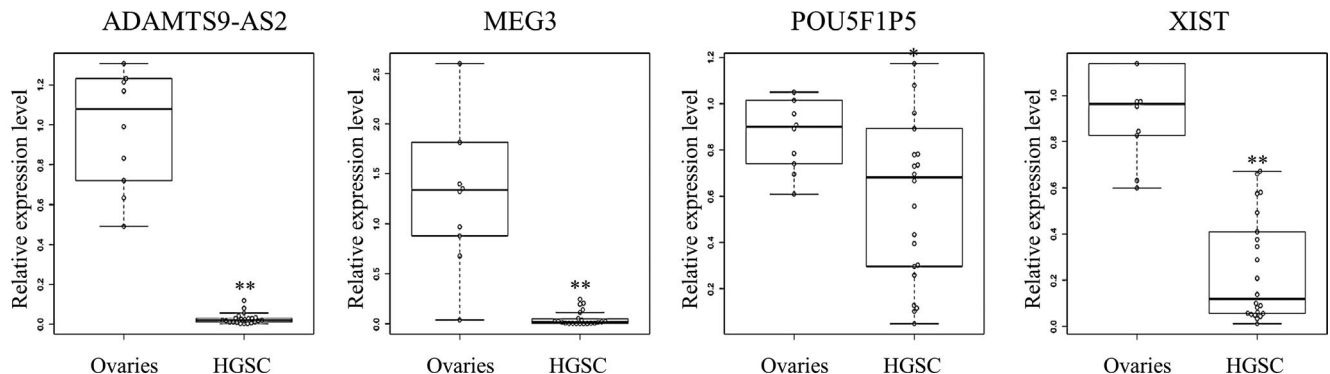 ADAMTS9-AS2
MEG3
POU5F1P5
XIST
Relative expression level
0.0 0.2 0.4 0.6 0.8 1.0 1.2
**
Ovaries HGSC
Relative expression level
0.0 0.5 1.0 1.5 2.0 2.5
**
Ovaries HGSC
Relative expression level
0.2 0.4 0.6 0.8 1.0 1.2
*
Ovaries HGSC
Relative expression level
0.0 0.2 0.4 0.6 0.8 1.0
**
Ovaries HGSC